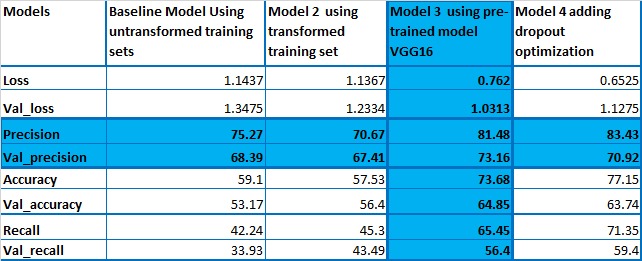 Models Baseline Model Using untransformed training sets Model 2 using transformed training set Model 3 using pre-trained model VGG16 Model 4 adding dropout optimization
Loss 1.1437 1.1367 0.762 0.6525
Val_loss 1.3475 1.2334 1.0313 1.1275
Precision 75.27 70.67 81.48 83.43
Val_precision 68.39 67.41 73.16 70.92
Accuracy 59.1 57.53 73.68 77.15
Val_accuracy 53.17 56.4 64.85 63.74
Recall 42.24 45.3 65.45 71.35
Val_recall 33.93 43.49 56.4 59.4